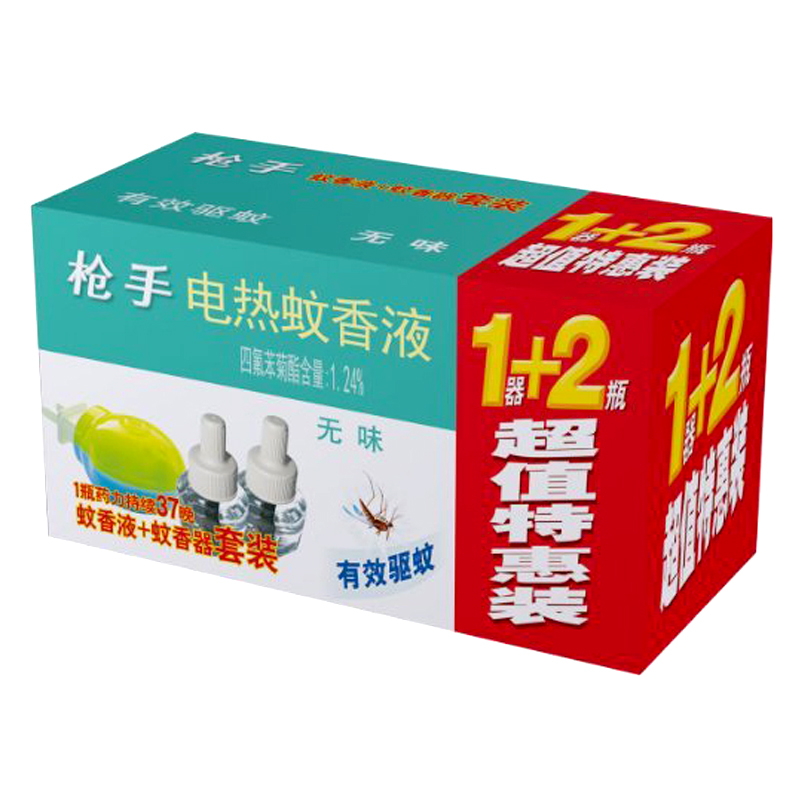 枪手
蚊香液+蚊香器套装
有效驱蚊
无味
1器+2瓶
超值特惠装
枪手 电热蚊香液
四氟苯菊酯含量:1.24%
无味
1瓶药力持续37晚
蚊香液+蚊香器套装
有效驱蚊
1器+2瓶
超值特惠装
1器+2瓶
超值特惠装